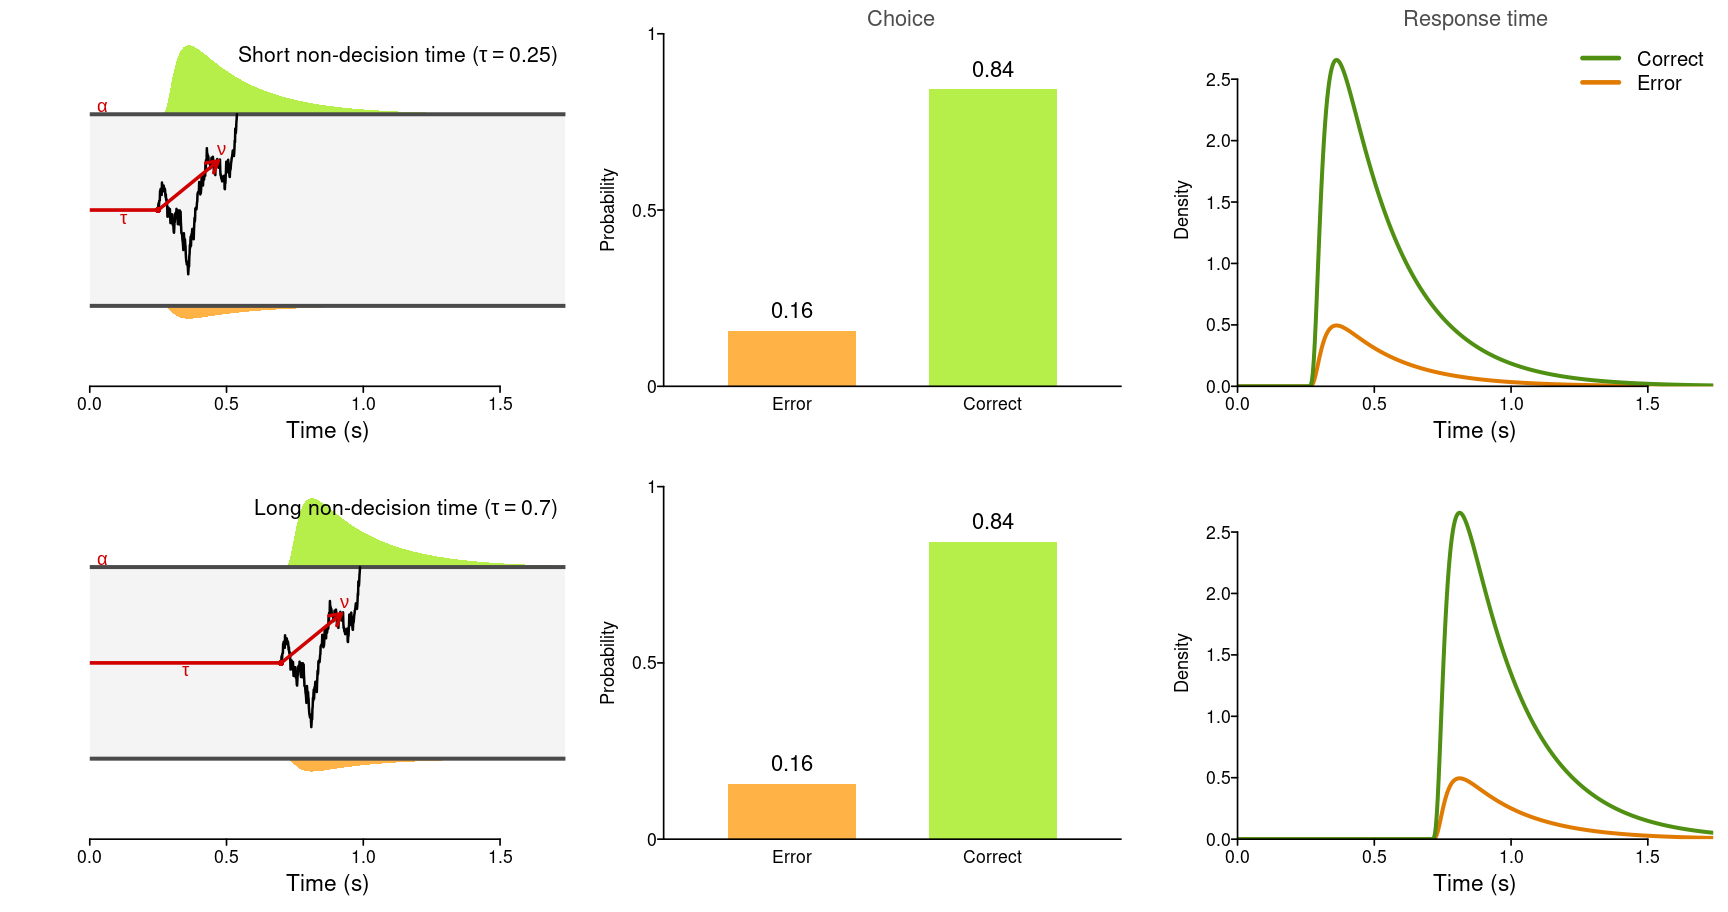 Choice
Response time
Short non-decision time (τ = 0.25)
α
ν
τ
0.0 0.5 1.0 1.5
Time (s)
Probability
1
0.5
0
0.16
0.84
Error Correct
Density
2.5
2.0
1.5
1.0
0.5
0.0
Correct
Error
0.0 0.5 1.0 1.5
Time (s)
Long non-decision time (τ = 0.7)
α
ν
τ
0.0 0.5 1.0 1.5
Time (s)
Probability
1
0.5
0
0.16
0.84
Error Correct
Density
2.5
2.0
1.5
1.0
0.5
0.0
0.0 0.5 1.0 1.5
Time (s)